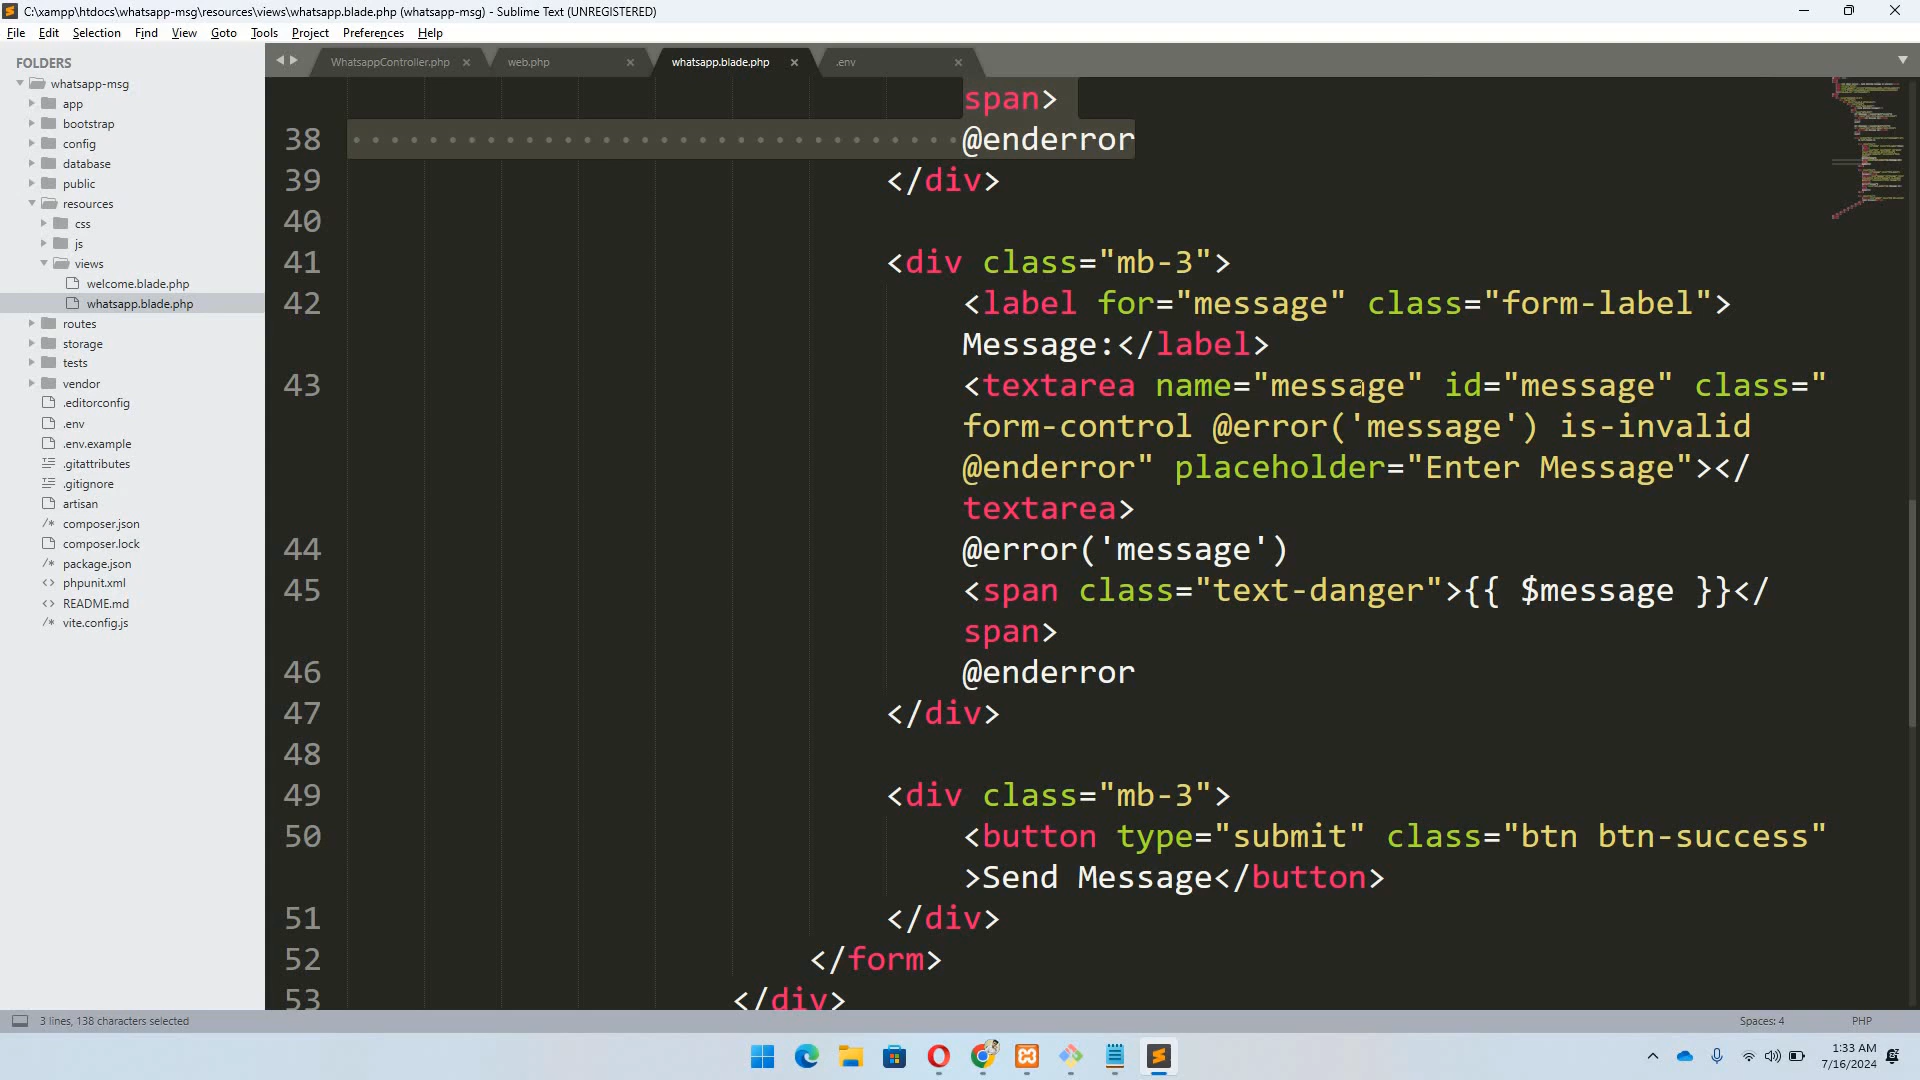 C:\xampp\htdocs\whatsapp-msg\resources\views\whatsapp.blade.php (whatsapp-msg) - Sublime Text (UNREGISTERED)
File Edit Selection Find View Goto Tools Project Preferences Help
FOLDERS
whatsapp-msg
app
bootstrap
config
database
public
resources
css
js
views
welcome.blade.php
whatsapp.blade.php
routes
storage
tests
vendor
.editorconfig
.env
.env.example
.gitattributes
.gitignore
artisan
composer.json
composer.lock
package.json
phpunit.xml
README.md
vite.config.js
WhatsappController.php web.php whatsapp.blade.php .env
span>
38 @enderror
39 </div>
40
41 <div class="mb-3">
42 <label for="message" class="form-label">
Message:</label>
43 <textarea name="message" id="message" class="
form-control @error('message') is-invalid
@enderror" placeholder="Enter Message"></
textarea>
44 @error('message')
45 <span class="text-danger">{{ $message }}</
span>
46 @enderror
47 </div>
48
49 <div class="mb-3">
50 <button type="submit" class="btn btn-success"
>Send Message</button>
51 </div>
52 </form>
53 </div>
3 lines, 138 characters selected
Spaces: 4 PHP
1:33 AM
7/16/2024